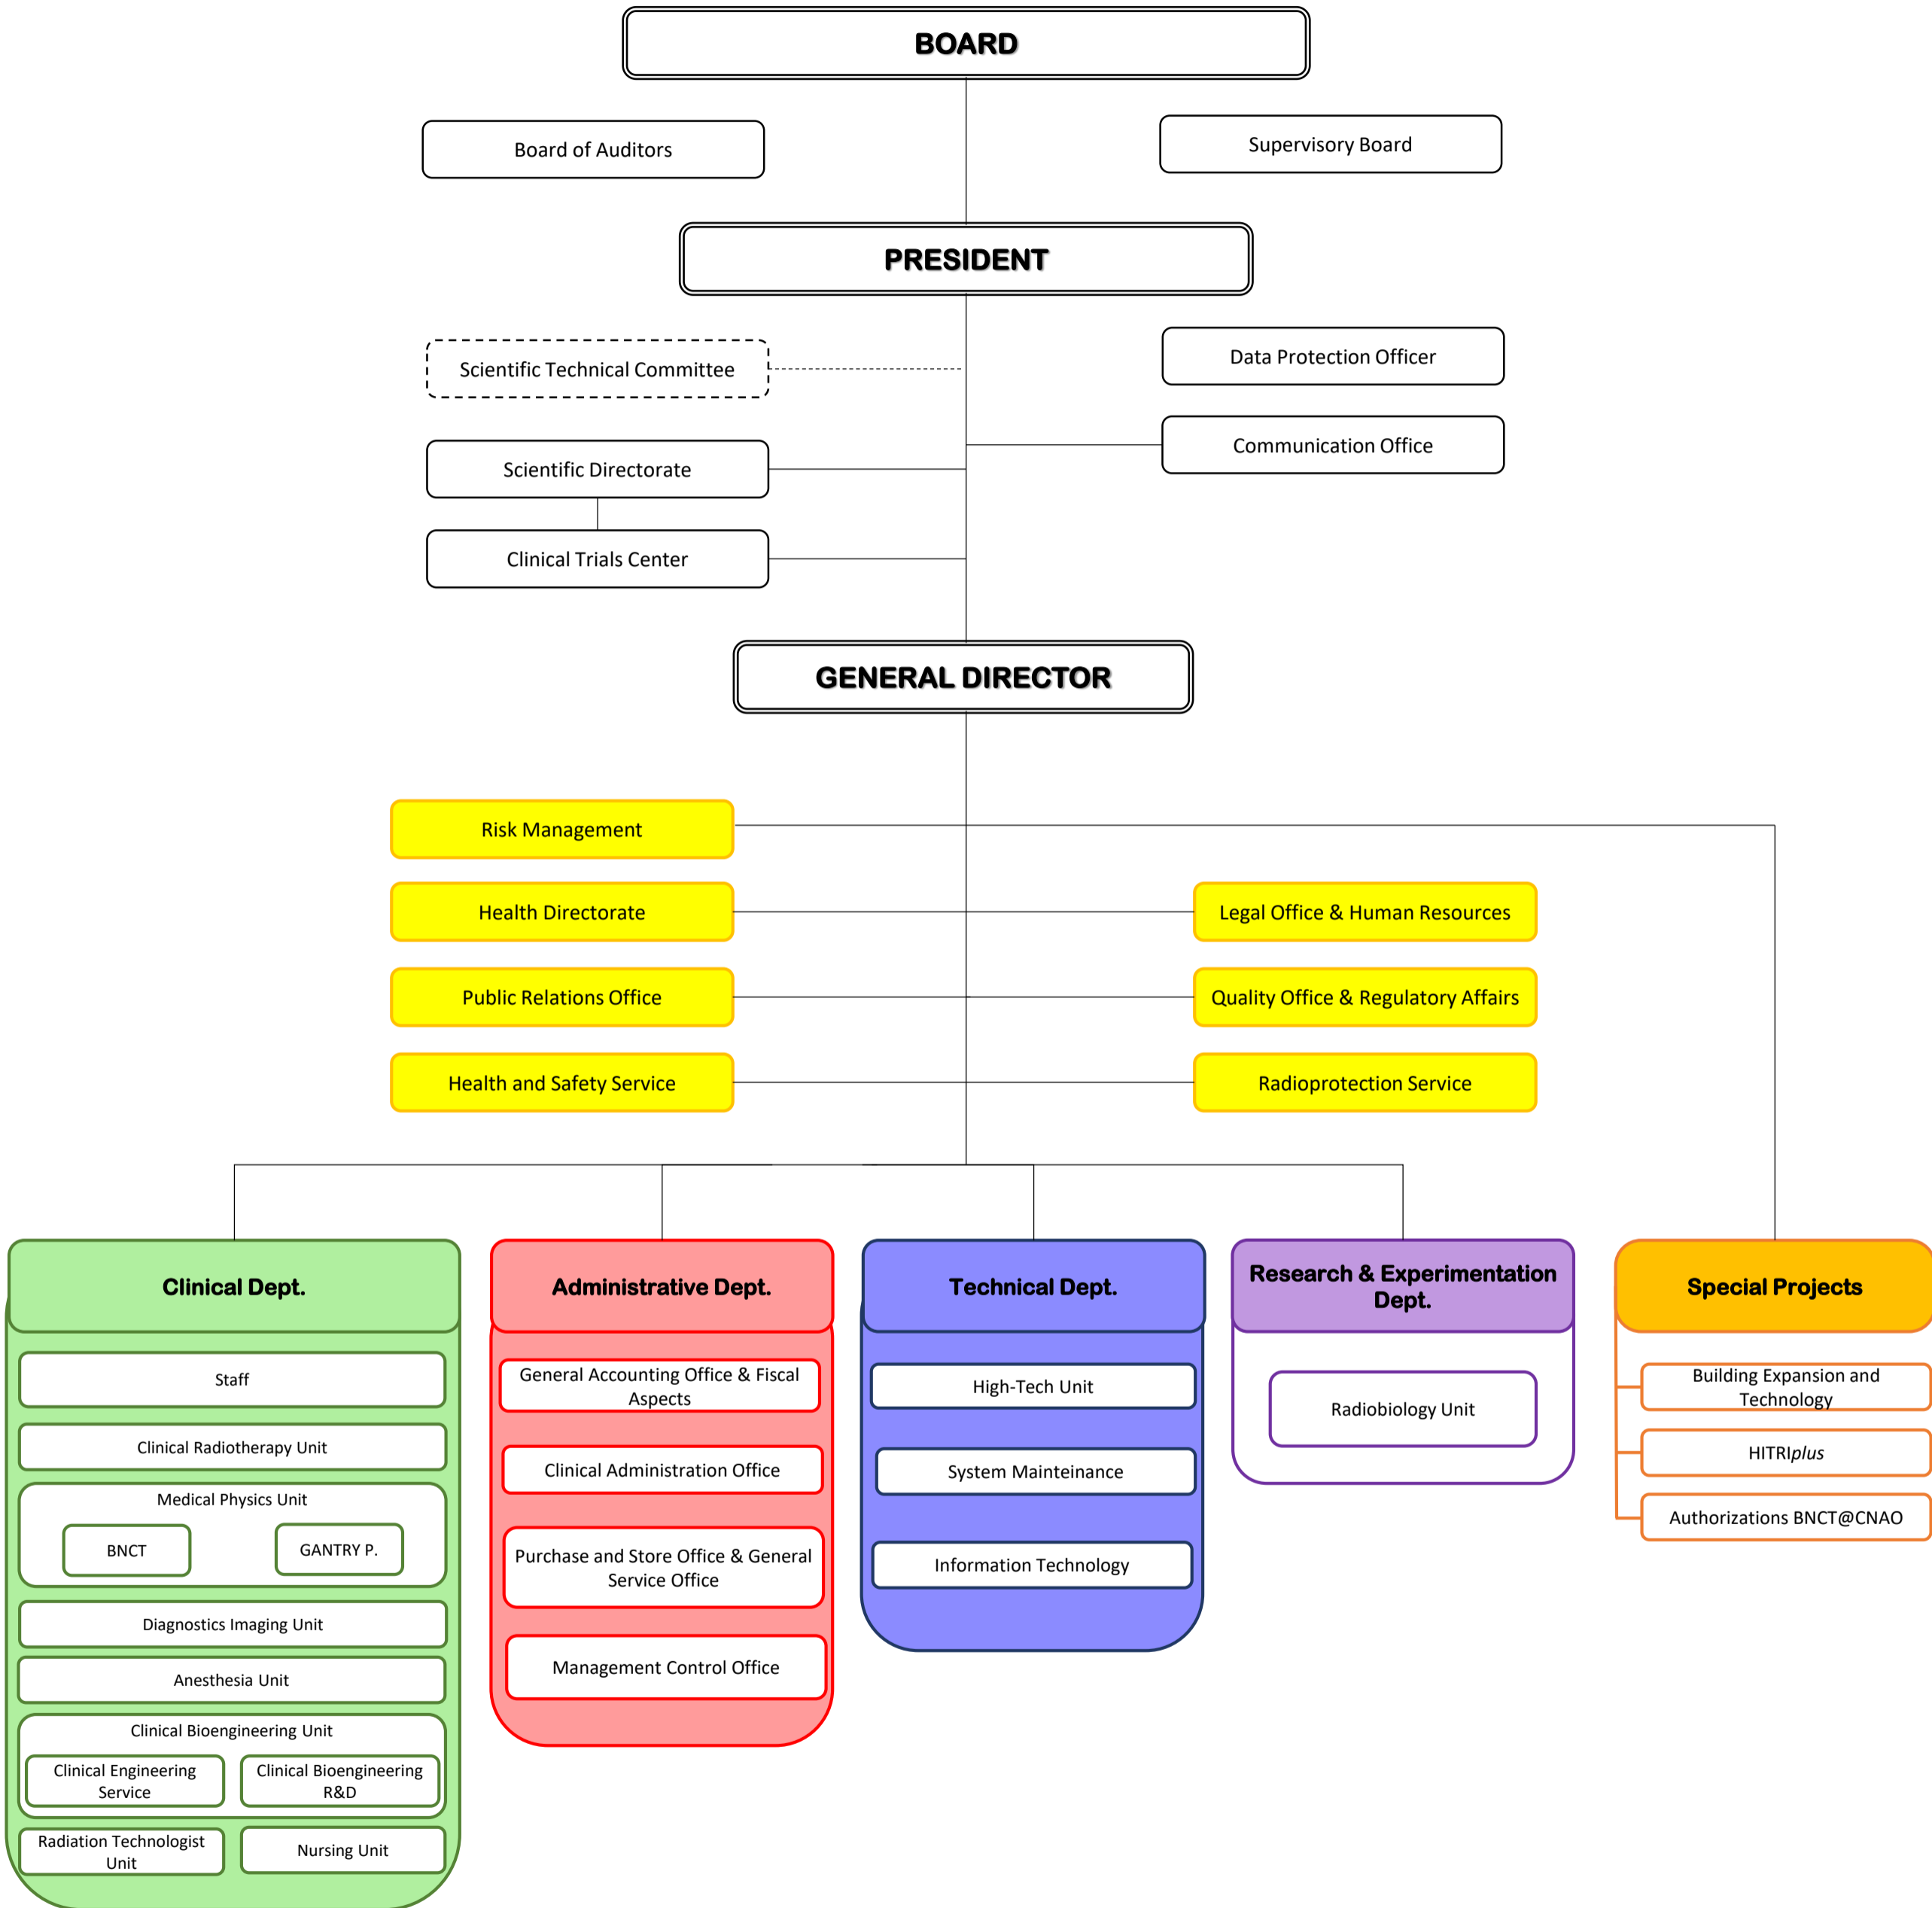 BOARD
Board of Auditors
Supervisory Board
PRESIDENT
Scientific Technical Committee
Data Protection Officer
Communication Office
Scientific Directorate
Clinical Trials Center
GENERAL DIRECTOR
Risk Management
Health Directorate
Legal Office & Human Resources
Public Relations Office
Quality Office & Regulatory Affairs
Health and Safety Service
Radioprotection Service
Clinical Dept.
Staff
Clinical Radiotherapy Unit
Medical Physics Unit
BNCT
GANTRY P.
Diagnostics Imaging Unit
Anesthesia Unit
Clinical Bioengineering Unit
Clinical Engineering
Service
Clinical Bioengineering
R&D
Radiation Technologist
Unit
Nursing Unit
Administrative Dept.
General Accounting Office & Fiscal
Aspects
Clinical Administration Office
Purchase and Store Office & General
Service Office
Management Control Office
Technical Dept.
High-Tech Unit
System Mainteinance
Information Technology
Research & Experimentation
Dept.
Radiobiology Unit
Special Projects
Building Expansion and
Technology
HITRIplus
Authorizations BNCT@CNAO